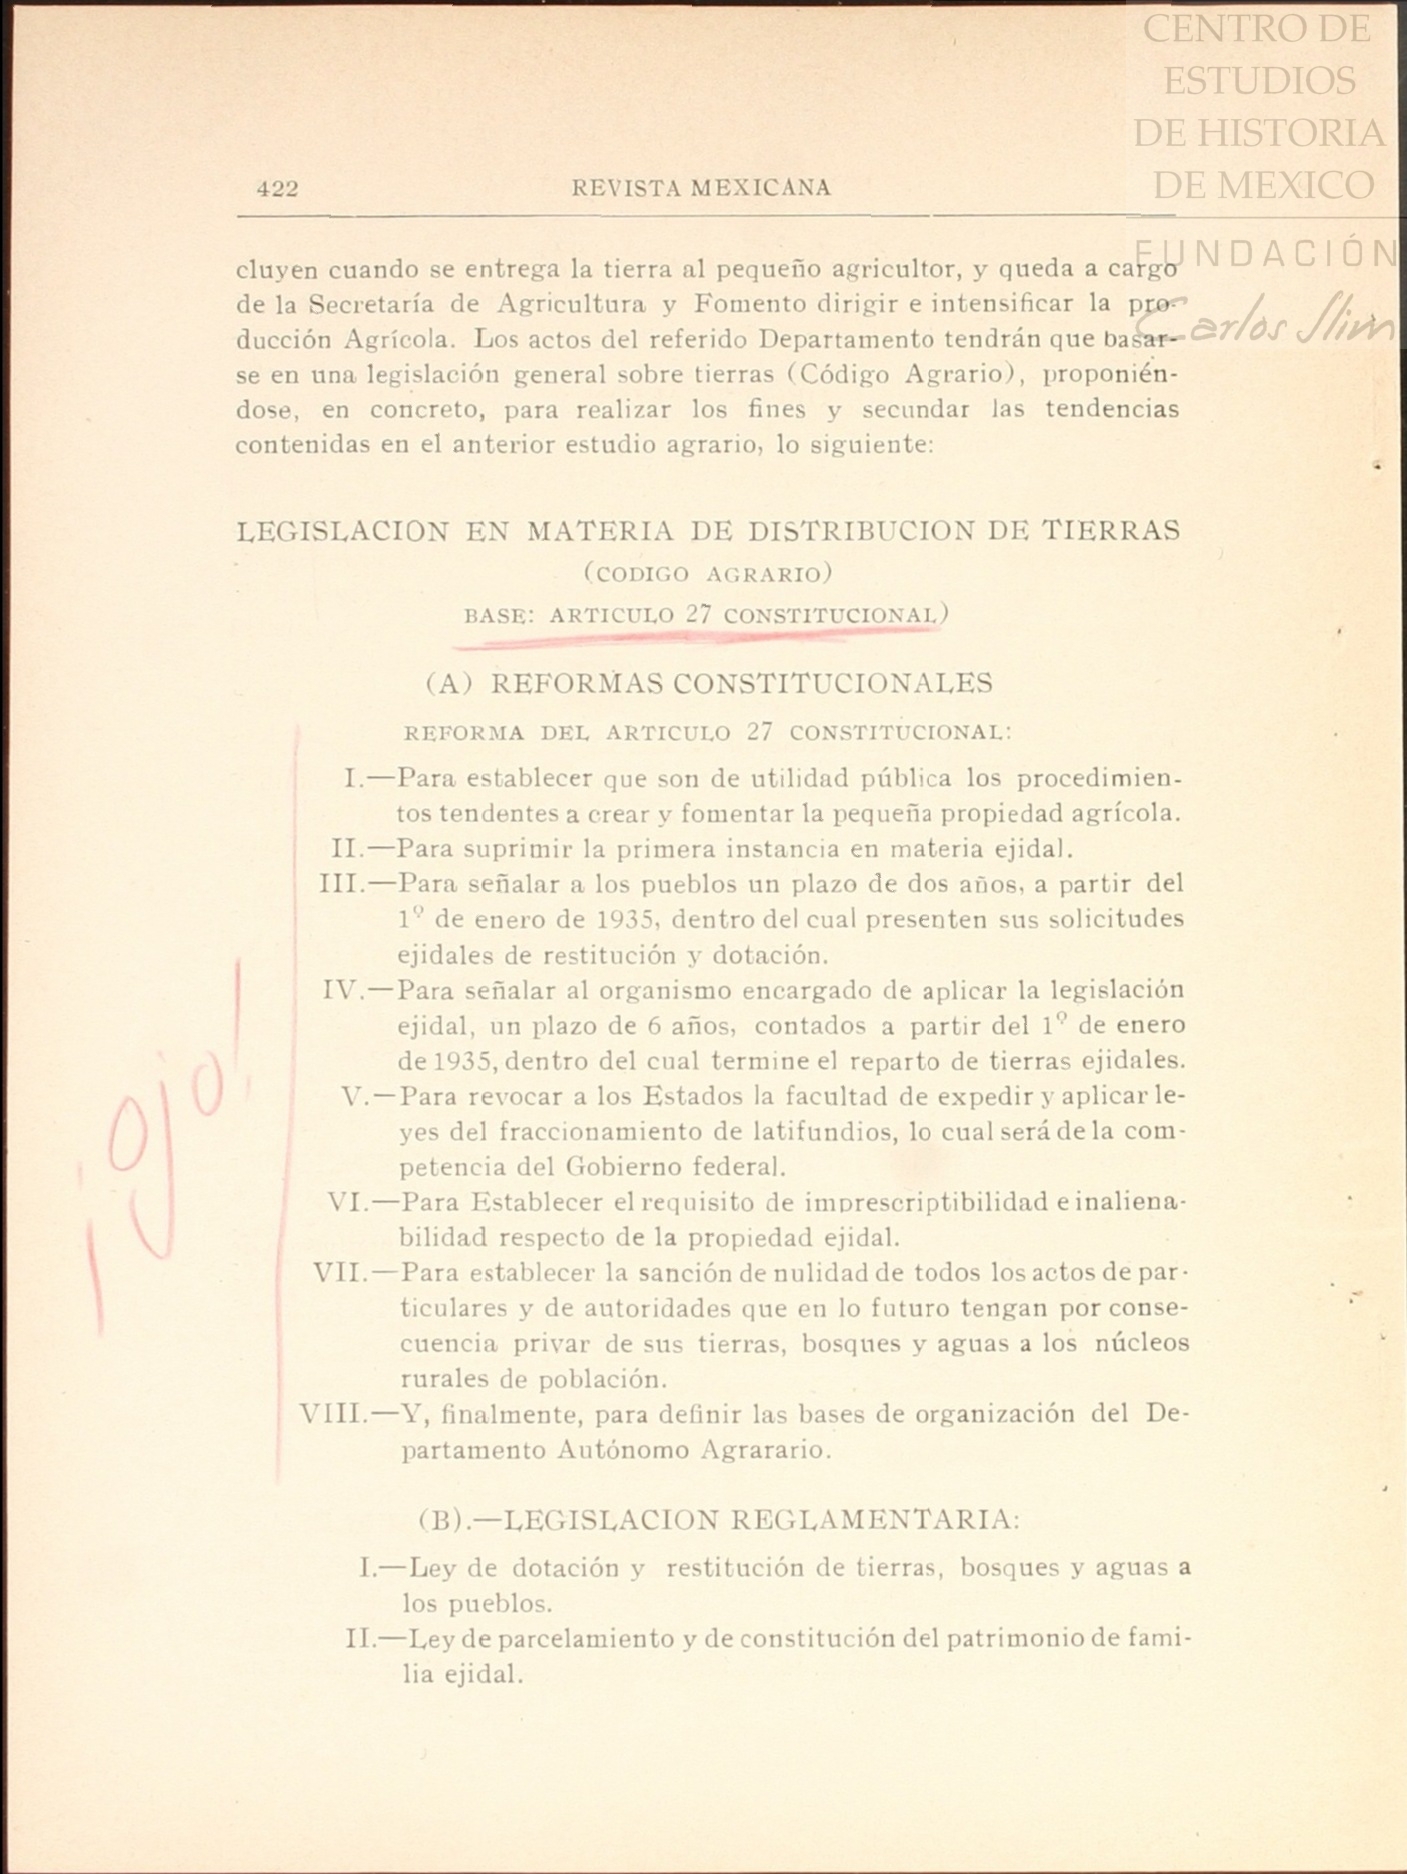 CENTRO DE
ESTUDIOS
DE HISTORIA
DE MEXICO
FUNDACIÓN
Carlos Slim
422 REVISTA MEXICANA
cluyen cuando se entrega la tierra al pequeño agricultor, y queda a cargo
de la Secretaría de Agricultura y Fomento dirigir e intensificar la pro-
ducción Agrícola. Los actos del referido Departamento tendrán que basar-
se en una legislación general sobre tierras (Código Agrario), proponién-
dose, en concreto, para realizar los fines y secundar las tendencias
contenidas en el anterior estudio agrario, lo siguiente:
LEGISLACION EN MATERIA DE DISTRIBUCION DE TIERRAS
(CODIGO AGRARIO)
BASE: ARTICULO 27 CONSTITUCIONAL)
(A) REFORMAS CONSTITUCIONALES
REFORMA DEL ARTICULO 27 CONSTITUCIONAL:
I.—Para establecer que son de utilidad pública los procedimien-
tos tendentes a crear y fomentar la pequeña propiedad agrícola.
II.—Para suprimir la primera instancia en materia ejidal.
III.—Para señalar a los pueblos un plazo de dos años, a partir del
1º de enero de 1935, dentro del cual presenten sus solicitudes
ejidales de restitución y dotación.
IV.—Para señalar al organismo encargado de aplicar la legislación
ejidal, un plazo de 6 años, contados a partir del 1º de enero
de 1935, dentro del cual termine el reparto de tierras ejidales.
V.—Para revocar a los Estados la facultad de expedir y aplicar le-
yes del fraccionamiento de latifundios, lo cual será de la com-
petencia del Gobierno federal.
VI.—Para Establecer el requisito de imprescriptibilidad e inaliena-
bilidad respecto de la propiedad ejidal.
VII.—Para establecer la sanción de nulidad de todos los actos de par-
ticulares y de autoridades que en lo futuro tengan por conse-
cuencia privar de sus tierras, bosques y aguas a los núcleos
rurales de población.
VIII.—Y, finalmente, para definir las bases de organización del De-
partamento Autónomo Agrarario.
¡Ojo!
(B).—LEGISLACION REGLAMENTARIA:
I.—Ley de dotación y restitución de tierras, bosques y aguas a
los pueblos.
II.—Ley de parcelamiento y de constitución del patrimonio de fami-
lia ejidal.